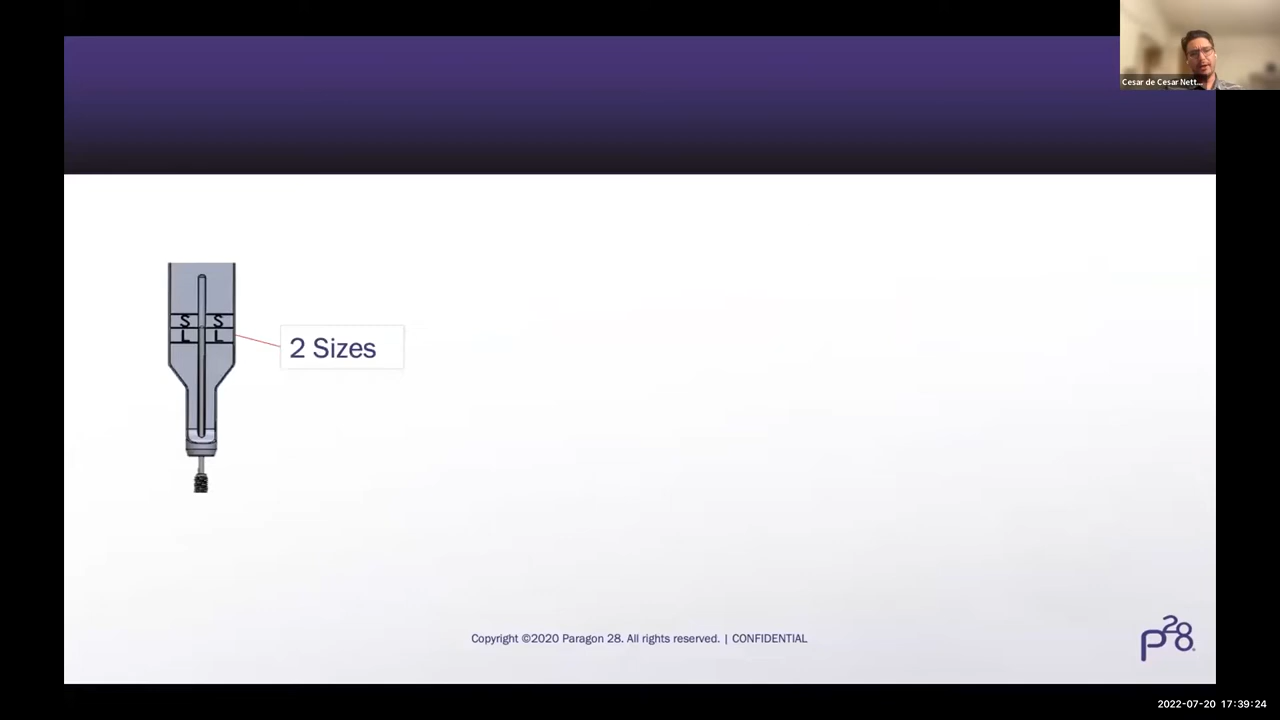 Cesar de Cesar Nett...
S S
L L
2 Sizes
Copyright ©2020 Paragon 28. All rights reserved. | CONFIDENTIAL
p28
2022-07-20 17:39:24